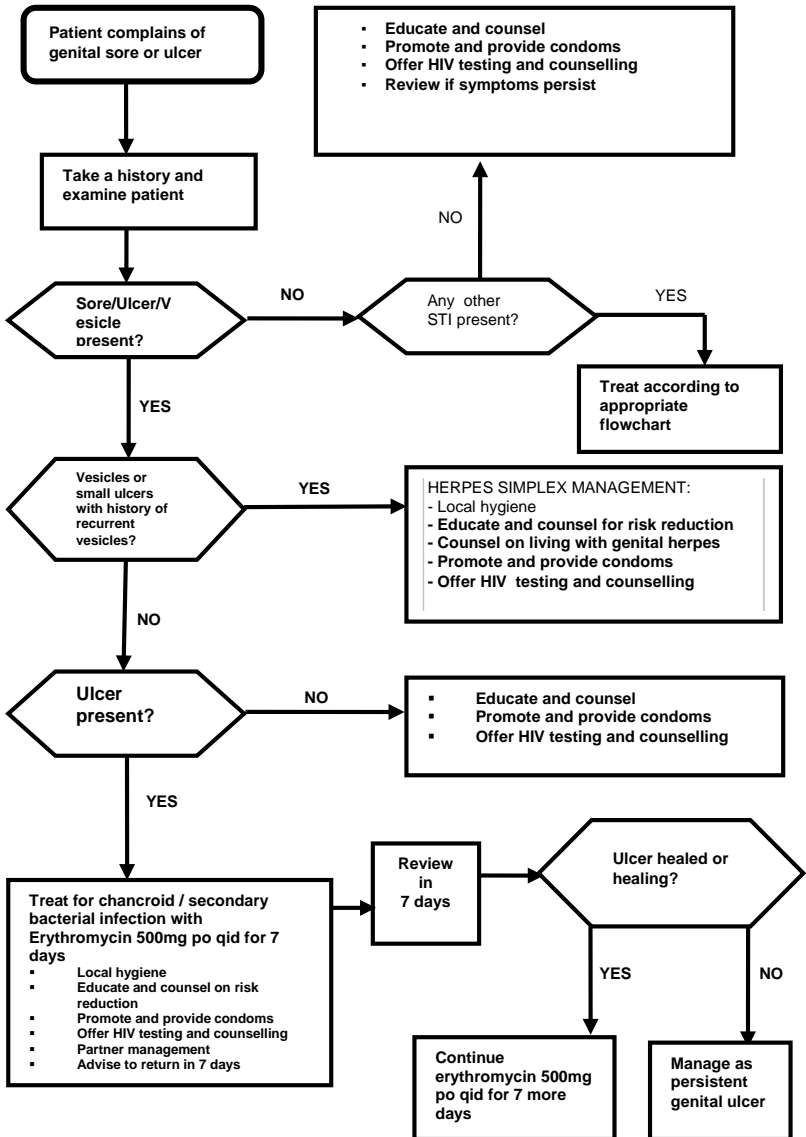 Patient complains of
genital sore or ulcer
▪ Educate and counsel
▪ Promote and provide condoms
▪ Offer HIV testing and counselling
▪ Review if symptoms persist
Take a history and
examine patient
NO
Sore/Ulcer/V
esicle
present?
NO
Any other
STI present?
YES
Treat according to
appropriate
flowchart
YES
Vesicles or
small ulcers
with history of
recurrent
vesicles?
YES
HERPES SIMPLEX MANAGEMENT:
- Local hygiene
- Educate and counsel for risk reduction
- Counsel on living with genital herpes
- Promote and provide condoms
- Offer HIV testing and counselling
NO
Ulcer
present?
NO
▪ Educate and counsel
▪ Promote and provide condoms
▪ Offer HIV testing and counselling
YES
Treat for chancroid / secondary
bacterial infection with
Erythromycin 500mg po qid for 7
days
▪ Local hygiene
▪ Educate and counsel on risk
reduction
▪ Promote and provide condoms
▪ Offer HIV testing and counselling
▪ Partner management
▪ Advise to return in 7 days
Review
in
7 days
Ulcer healed or
healing?
YES
NO
Continue
erythromycin 500mg
po qid for 7 more
days
Manage as
persistent
genital ulcer